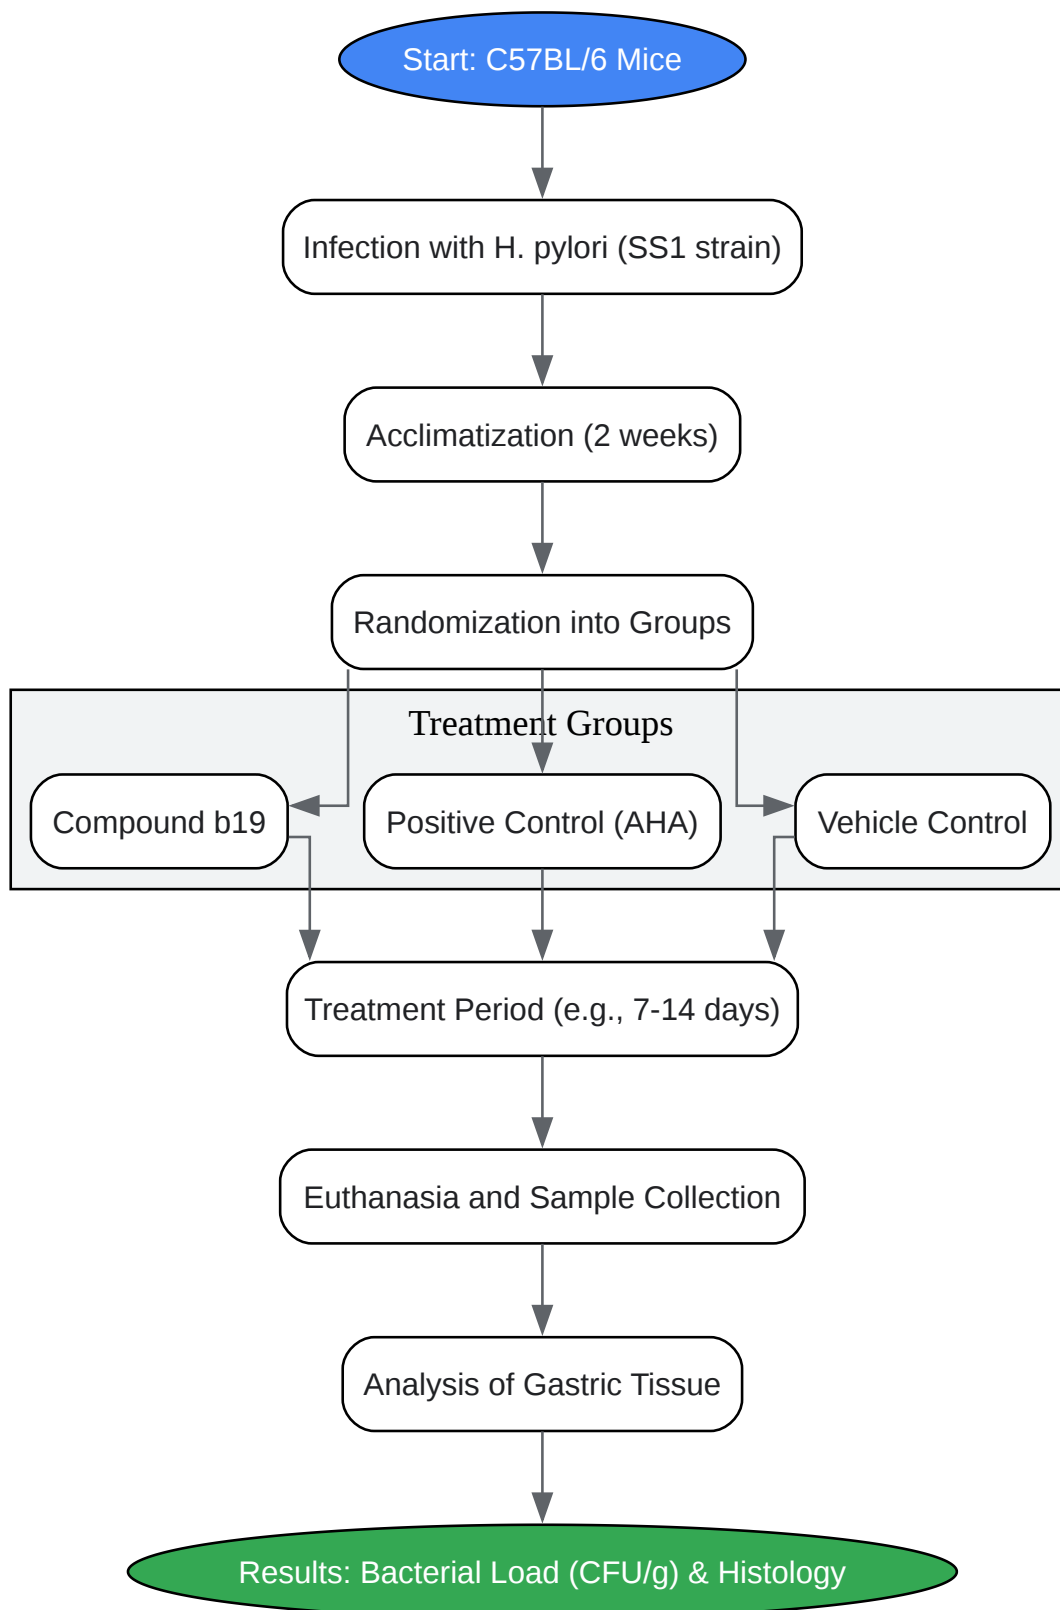 Start: C57BL/6 Mice
Infection with H. pylori (SS1 strain)
Acclimatization (2 weeks)
Randomization into Groups
Treatment Groups
Compound b19
Positive Control (AHA)
Vehicle Control
Treatment Period (e.g., 7-14 days)
Euthanasia and Sample Collection
Analysis of Gastric Tissue
Results: Bacterial Load (CFU/g) & Histology